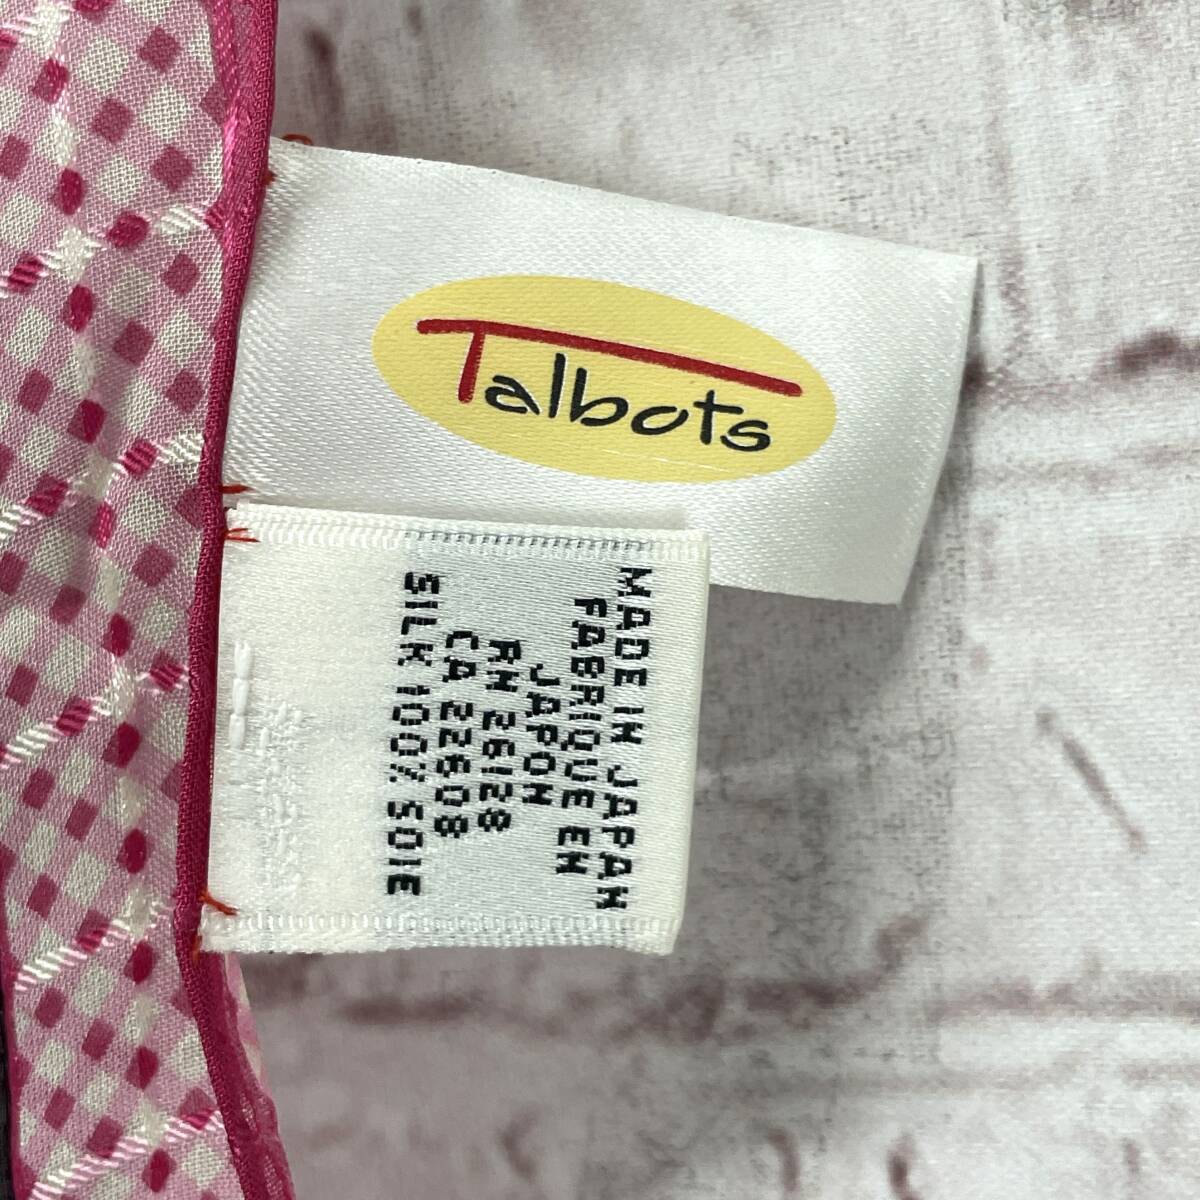 Talbots
MADE IN JAPAN
FABRIQUE EN
JAPON
RN 26128
CA 22608
SILK 100% SOIE